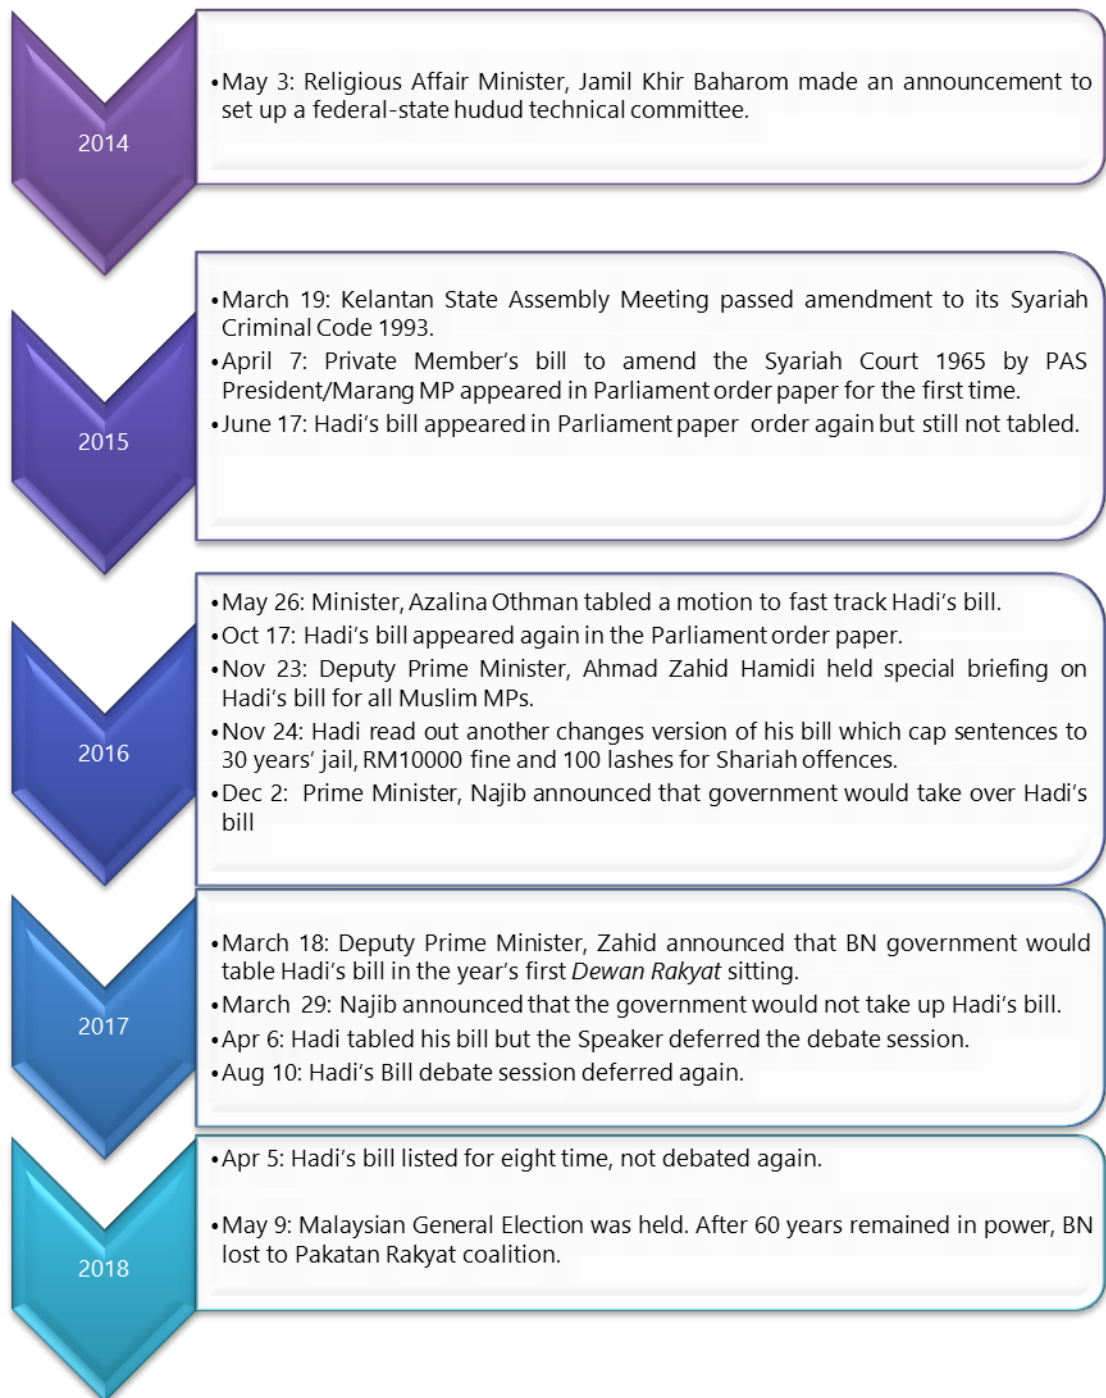 2014
•May 3: Religious Affair Minister, Jamil Khir Baharom made an announcement to
set up a federal-state hudud technical committee.
2015
•March 19: Kelantan State Assembly Meeting passed amendment to its Syariah
Criminal Code 1993.
•April 7: Private Member's bill to amend the Syariah Court 1965 by PAS
President/Marang MP appeared in Parliament order paper for the first time.
•June 17: Hadi's bill appeared in Parliament paper order again but still not tabled.
2016
•May 26: Minister, Azalina Othman tabled a motion to fast track Hadi's bill.
•Oct 17: Hadi's bill appeared again in the Parliament order paper.
•Nov 23: Deputy Prime Minister, Ahmad Zahid Hamidi held special briefing on
Hadi's bill for all Muslim MPs.
•Nov 24: Hadi read out another changes version of his bill which cap sentences to
30 years' jail, RM10000 fine and 100 lashes for Shariah offences.
•Dec 2: Prime Minister, Najib announced that government would take over Hadi's
bill
2017
•March 18: Deputy Prime Minister, Zahid announced that BN government would
table Hadi's bill in the year's first Dewan Rakyat sitting.
•March 29: Najib announced that the government would not take up Hadi's bill.
•Apr 6: Hadi tabled his bill but the Speaker deferred the debate session.
•Aug 10: Hadi's Bill debate session deferred again.
2018
•Apr 5: Hadi's bill listed for eight time, not debated again.
•May 9: Malaysian General Election was held. After 60 years remained in power, BN
lost to Pakatan Rakyat coalition.